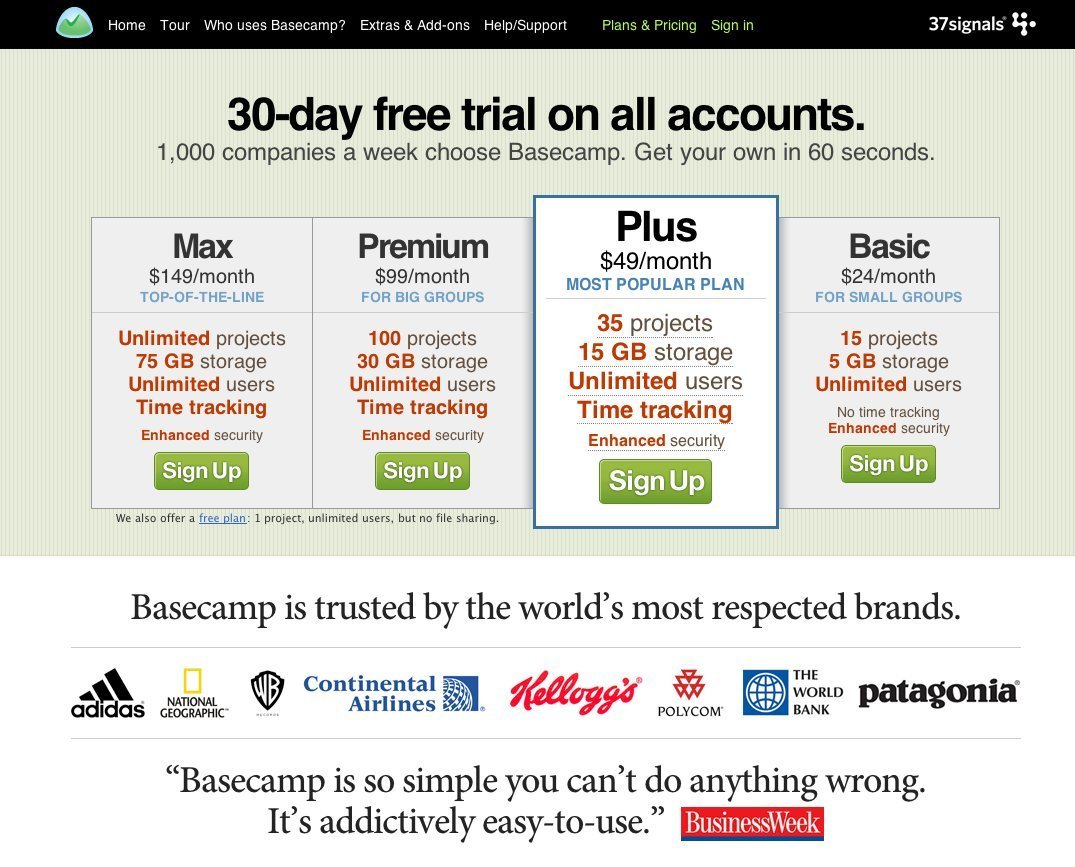 Home Tour Who uses Basecamp? Extras & Add-ons Help/Support Plans & Pricing Sign in
37signals
30-day free trial on all accounts.
1,000 companies a week choose Basecamp. Get your own in 60 seconds.
Max
$149/month
TOP-OF-THE-LINE
Unlimited projects
75 GB storage
Unlimited users
Time tracking
Enhanced security
Sign Up
Premium
$99/month
FOR BIG GROUPS
100 projects
30 GB storage
Unlimited users
Time tracking
Enhanced security
Sign Up
Plus
$49/month
MOST POPULAR PLAN
35 projects
15 GB storage
Unlimited users
Time tracking
Enhanced security
Sign Up
Basic
$24/month
FOR SMALL GROUPS
15 projects
5 GB storage
Unlimited users
No time tracking
Enhanced security
Sign Up
We also offer a free plan: 1 project, unlimited users, but no file sharing.
Basecamp is trusted by the world’s most respected brands.
adidas
NATIONAL
GEOGRAPHIC™
WB
RECORDS
Continental
Airlines
Kellogg's®
POLYCOM®
THE
WORLD
BANK
patagonia®
“Basecamp is so simple you can’t do anything wrong.
It’s addictively easy-to-use.” BusinessWeek